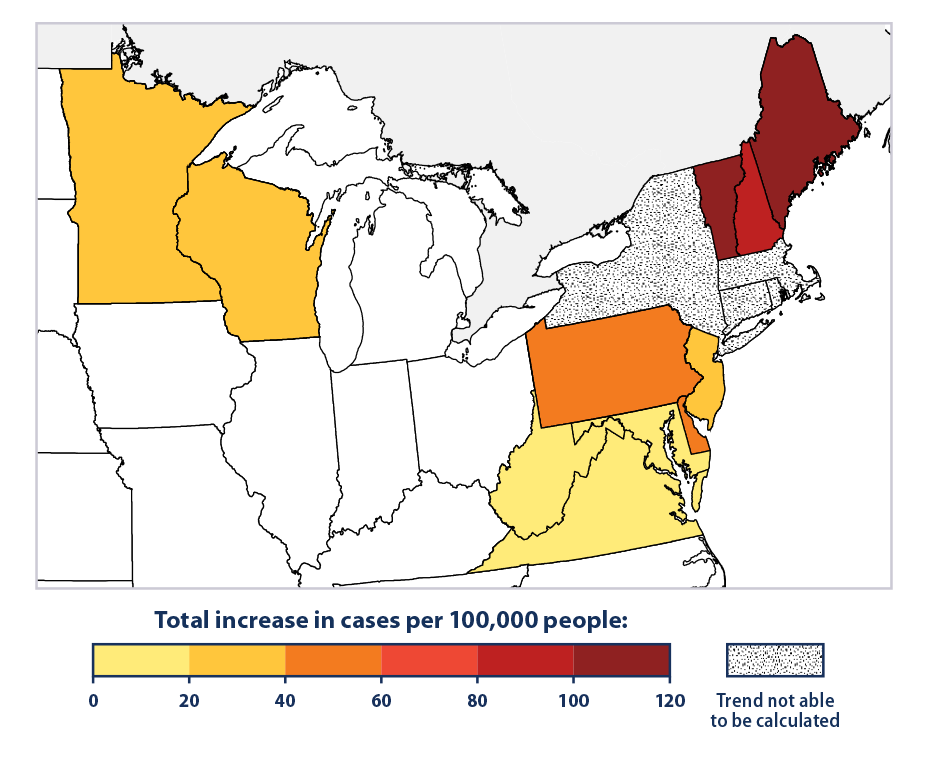 Total increase in cases per 100,000 people:
0 20 40 60 80 100 120
Trend not able
to be calculated